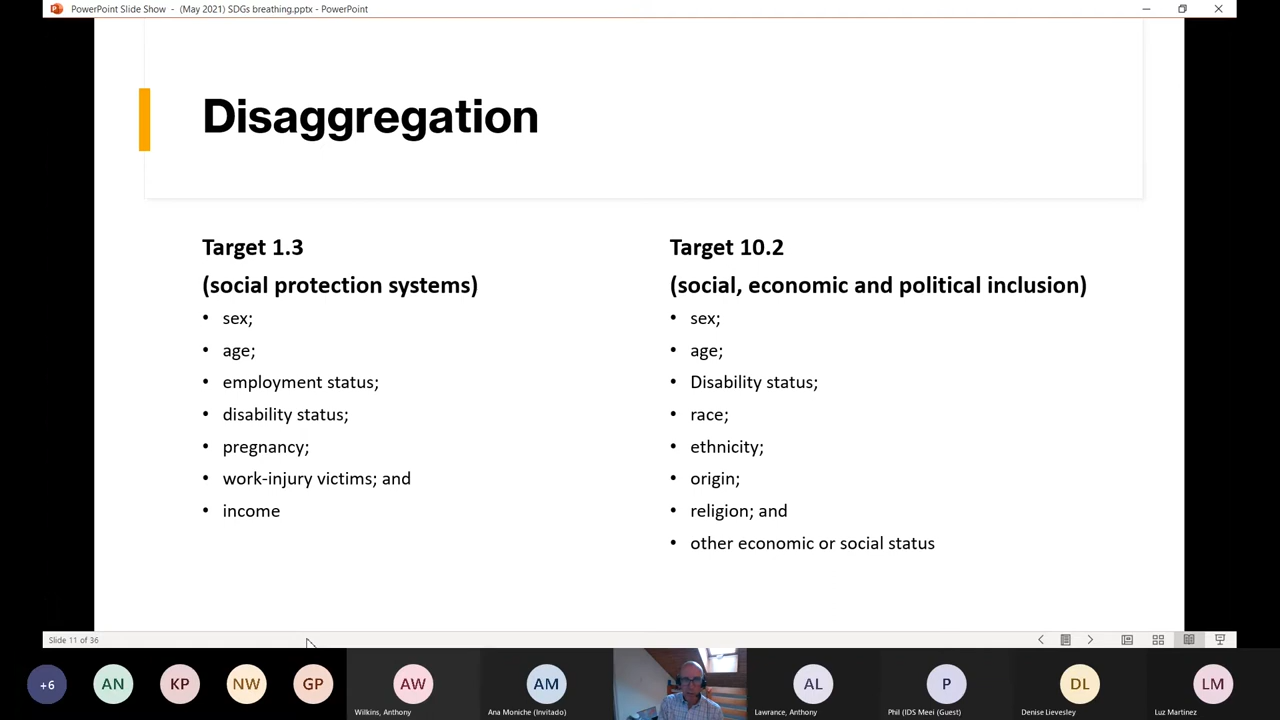 PowerPoint Slide Show - (May 2021) SDGs breathing.pptx - PowerPoint
Disaggregation
Target 1.3
(social protection systems)
• sex;
• age;
• employment status;
• disability status;
• pregnancy;
• work-injury victims; and
• income
Target 10.2
(social, economic and political inclusion)
• sex;
• age;
• Disability status;
• race;
• ethnicity;
• origin;
• religion; and
• other economic or social status
Slide 11 of 36
+6
AN
KP
NW
GP
AW
Wilkins, Anthony
AM
Ana Moniche (Invitado)
AL
Lawrance, Anthony
P
Phil (IDS Meei (Guest)
DL
Denise Lievesley
LM
Luz Martinez